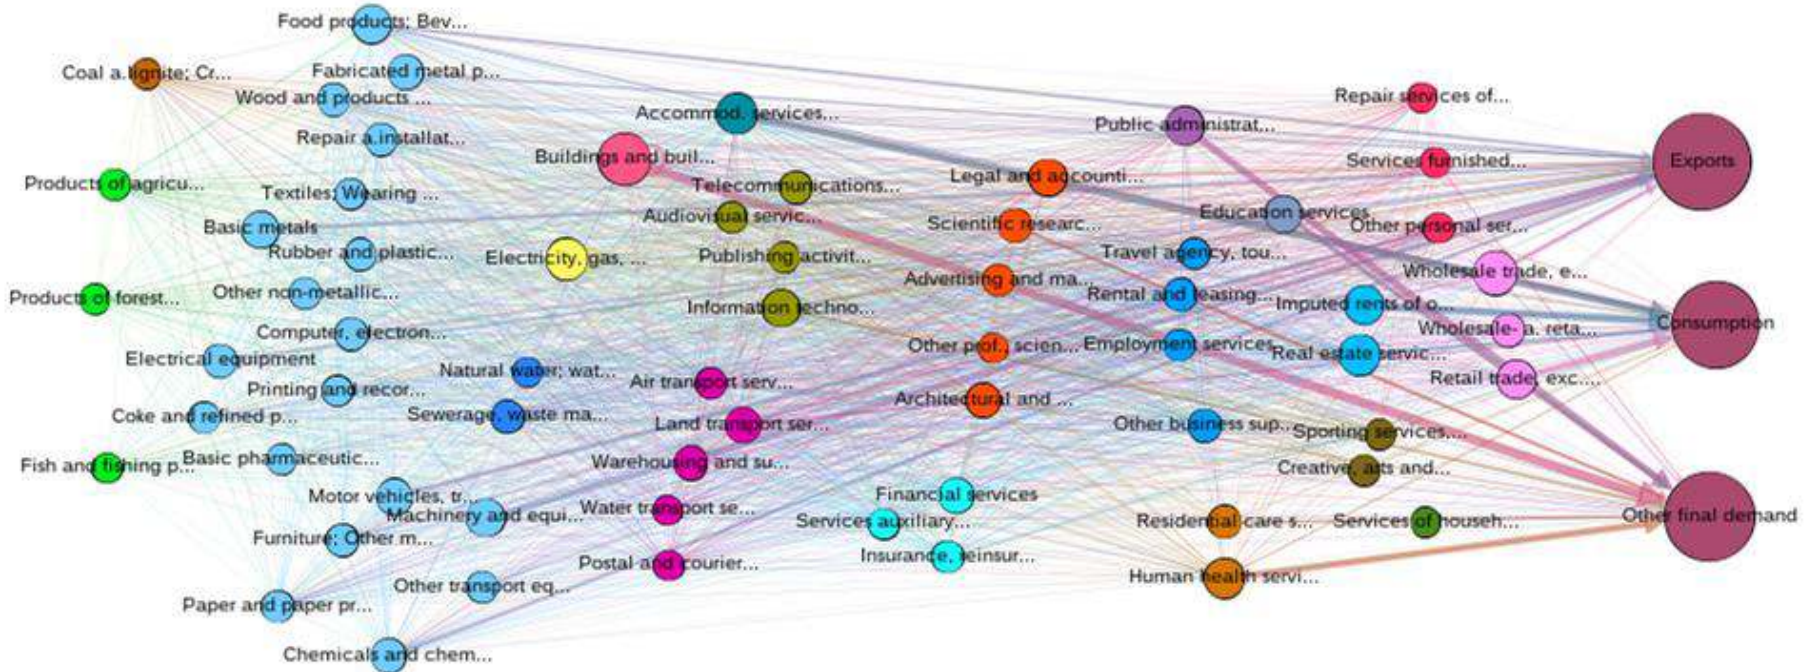 Food products; Bev...
Coal a.lignite; Cr...
Fabricated metal p...
Wood and products ...
Repair a.installat...
Products of agricu...
Textiles; Wearing ...
Basic metals
Rubber and plastic...
Products of forest...
Other non-metallic...
Computer, electron...
Electrical equipment
Printing and recor...
Coke and refined p...
Fish and fishing p...
Basic pharmaceutic...
Motor vehicles, tr...
Machinery and equi...
Furniture; Other m...
Other transport eq...
Paper and paper pr...
Chemicals and chem...
Accommod. services...
Buildings and buil...
Telecommunications...
Audiovisual servic...
Electricity, gas, ...
Publishing activit...
Information techno...
Natural water; wat...
Sewerage, waste ma...
Air transport serv...
Land transport ser...
Warehousing and su...
Water transport se...
Postal and courier...
Legal and accounti...
Scientific researc...
Advertising and ma...
Other prof., scien...
Architectural and ...
Financial services
Services auxiliary...
Insurance, reinsur...
Public administrat...
Education services
Travel agency, tou...
Rental and leasing...
Employment services
Other business sup...
Residential care s...
Human health servi...
Repair services of...
Services furnished...
Other personal ser...
Wholesale trade, e...
Imputed rents of o...
Wholesale- a. reta...
Real estate servic...
Retail trade, exc....
Sporting services,...
Creative, arts and...
Services of househ...
Exports
Consumption
Other final demand